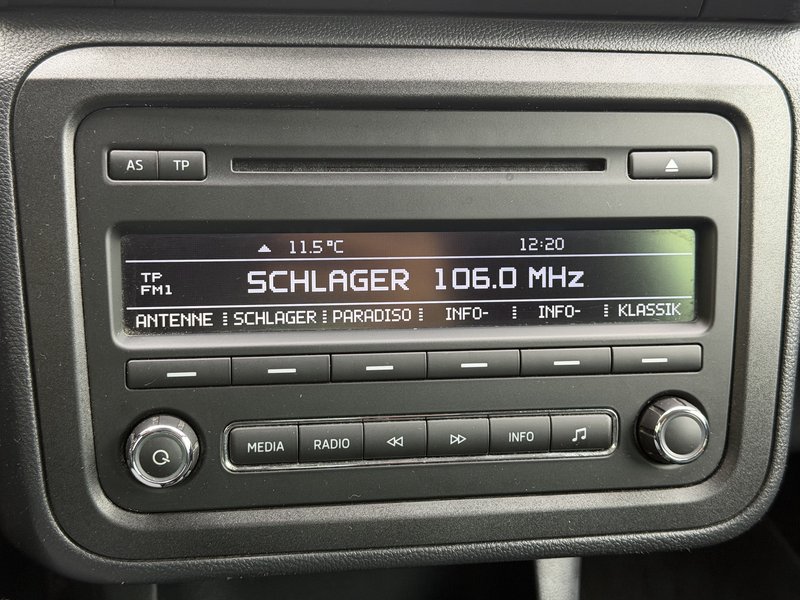 AS TP
11.5°C 12:20
TP
FM1
SCHLAGER 106.0 MHz
ANTENNE SCHLAGER PARADISO INFO- INFO- KLASSIK
MEDIA RADIO INFO